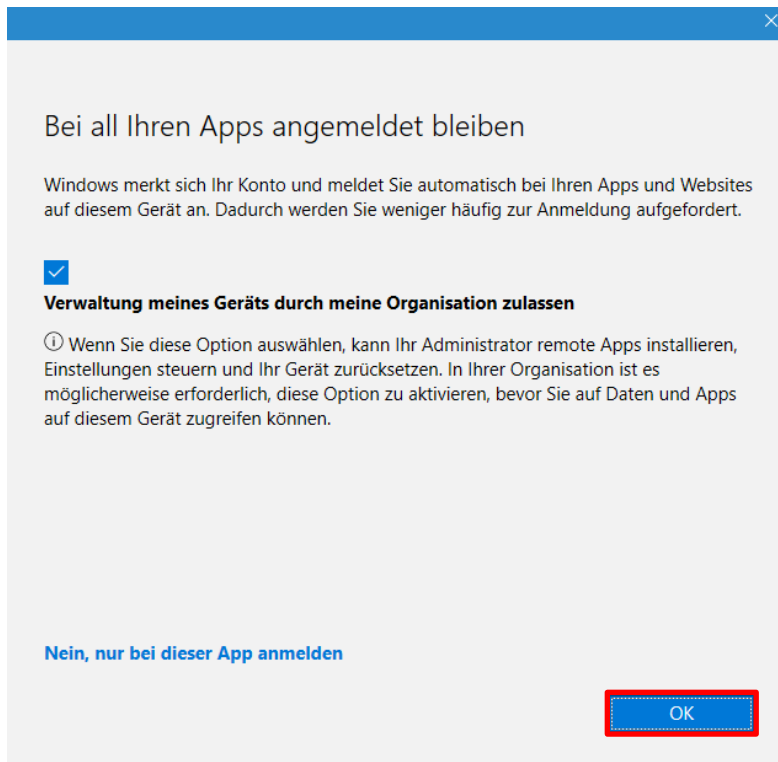 Bei all Ihren Apps angemeldet bleiben
Windows merkt sich Ihr Konto und meldet Sie automatisch bei Ihren Apps und Websites
auf diesem Gerät an. Dadurch werden Sie weniger häufig zur Anmeldung aufgefordert.
Verwaltung meines Geräts durch meine Organisation zulassen
Wenn Sie diese Option auswählen, kann Ihr Administrator remote Apps installieren,
Einstellungen steuern und Ihr Gerät zurücksetzen. In Ihrer Organisation ist es
möglicherweise erforderlich, diese Option zu aktivieren, bevor Sie auf Daten und Apps
auf diesem Gerät zugreifen können.
Nein, nur bei dieser App anmelden
OK